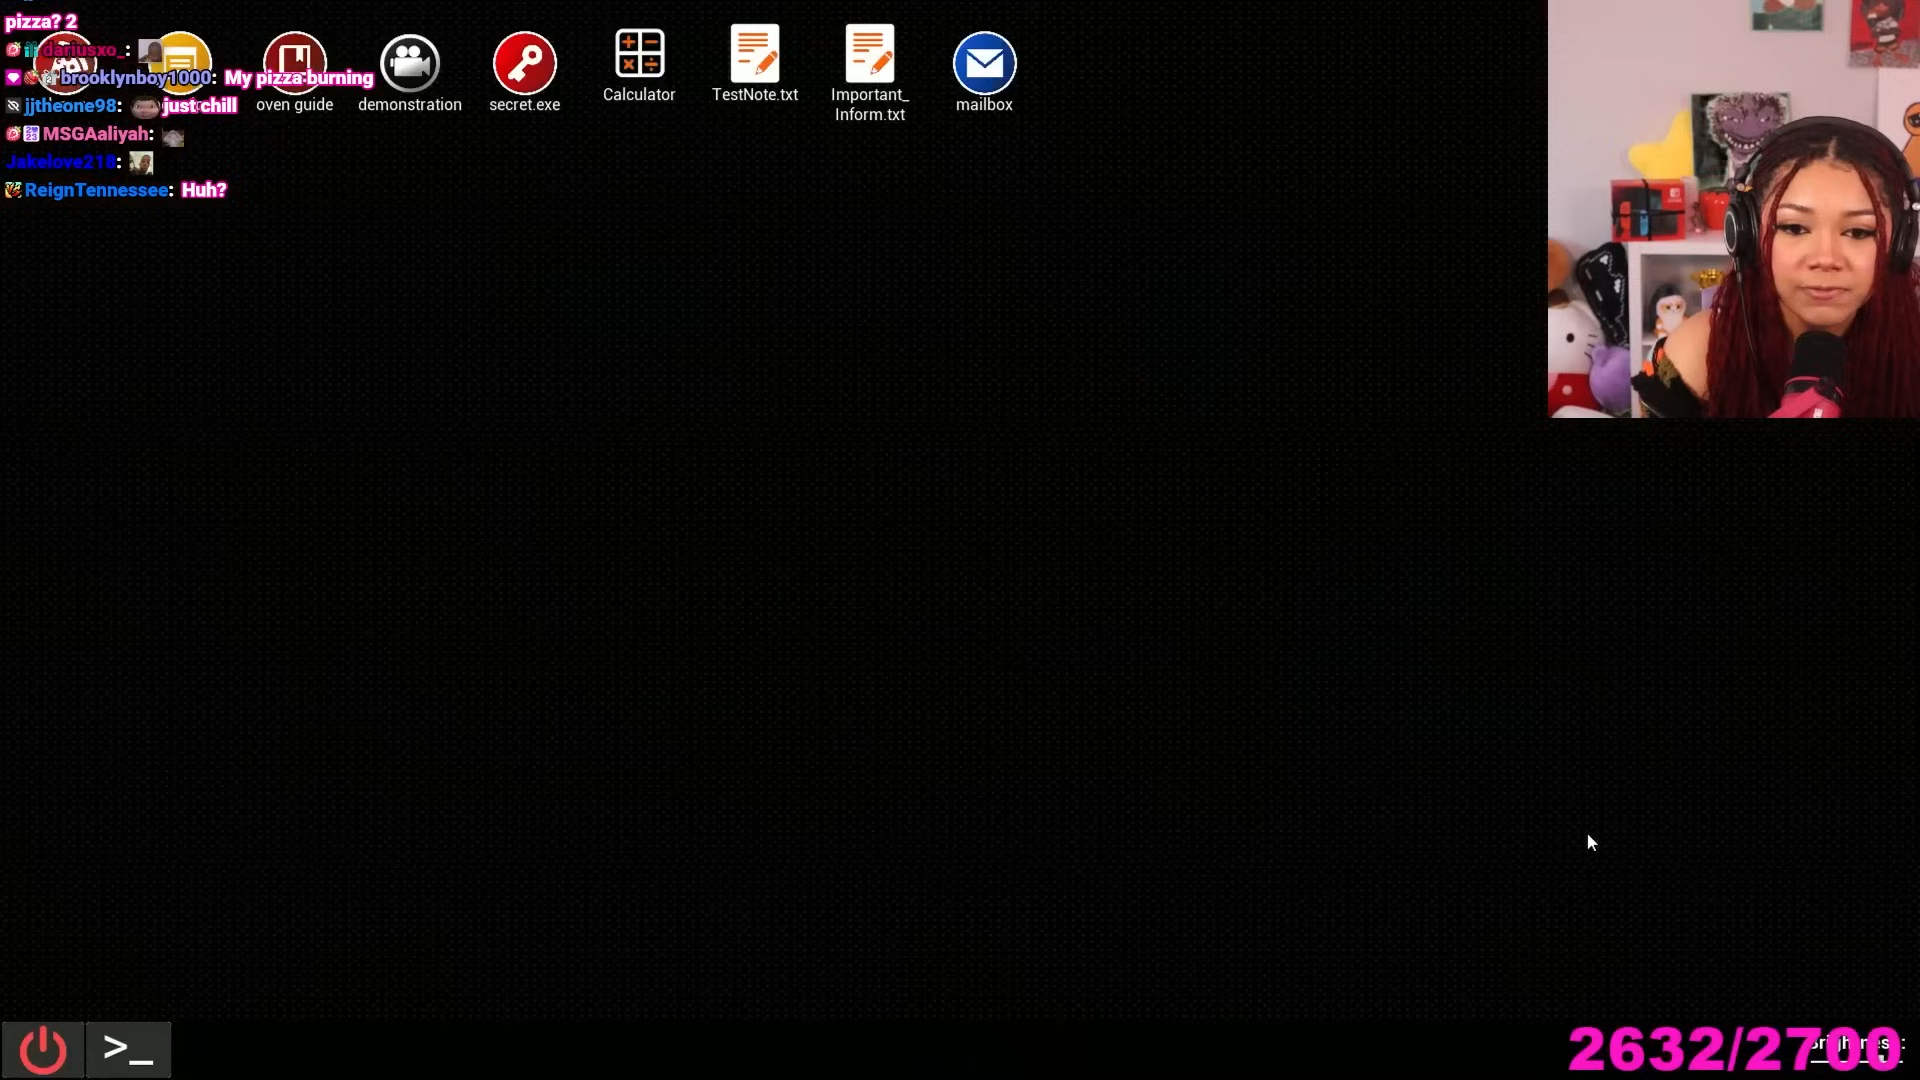 pizza? 2
dariusxo_:
brooklynboy1000: My pizza burning
jjtheone98: just chill
MSGAaliyah:
Jakelove218:
ReignTennessee: Huh?
oven guide
demonstration
secret.exe
Calculator
TestNote.txt
Important_
Inform.txt
mailbox
>_
2632/2700